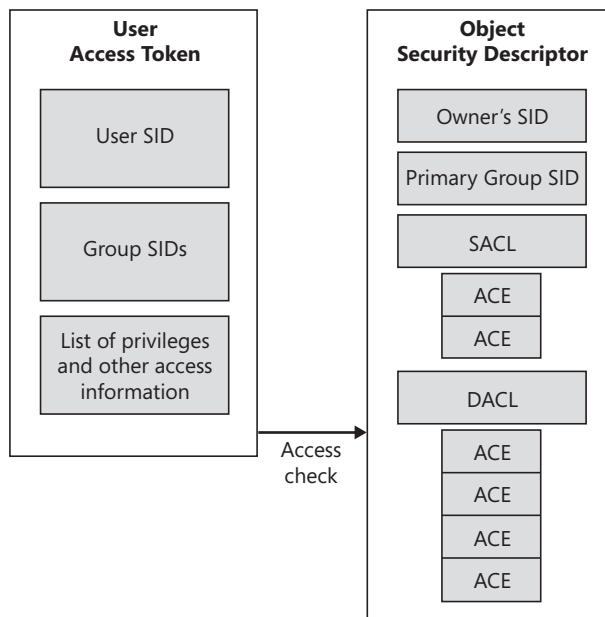 User
Access Token
User SID
Group SIDs
List of privileges
and other access
information
Access
check
Object
Security Descriptor
Owner’s SID
Primary Group SID
SACL
ACE
ACE
DACL
ACE
ACE
ACE
ACE